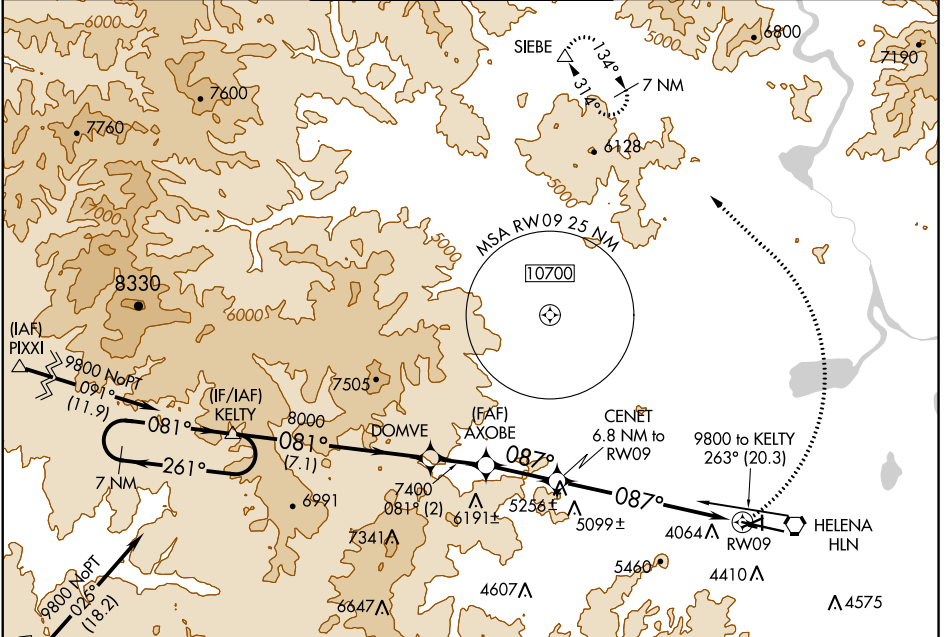 6000
5000
6800
7190
SIEBE
134°
314°
7 NM
7600
7760
6128
5000
7000
MSA RW09 25 NM
10700
8330
6000
(IAF)
PIXXI
9800 NoPT
091°
(11.9)
7505
(IF/IAF)
KELTY
8000
081°
081°
(7.1)
261°
7 NM
DOMVE
(FAF)
AXOBE
CENET
6.8 NM to
RW09
087°
9800 to KELTY
263° (20.3)
7400
081° (2)
6191±
5256±
5099±
087°
6991
7341
4064
RW09
HELENA
HLN
5460
4410
4607
4575
6647
9800 NoPT
025°
(18.2)